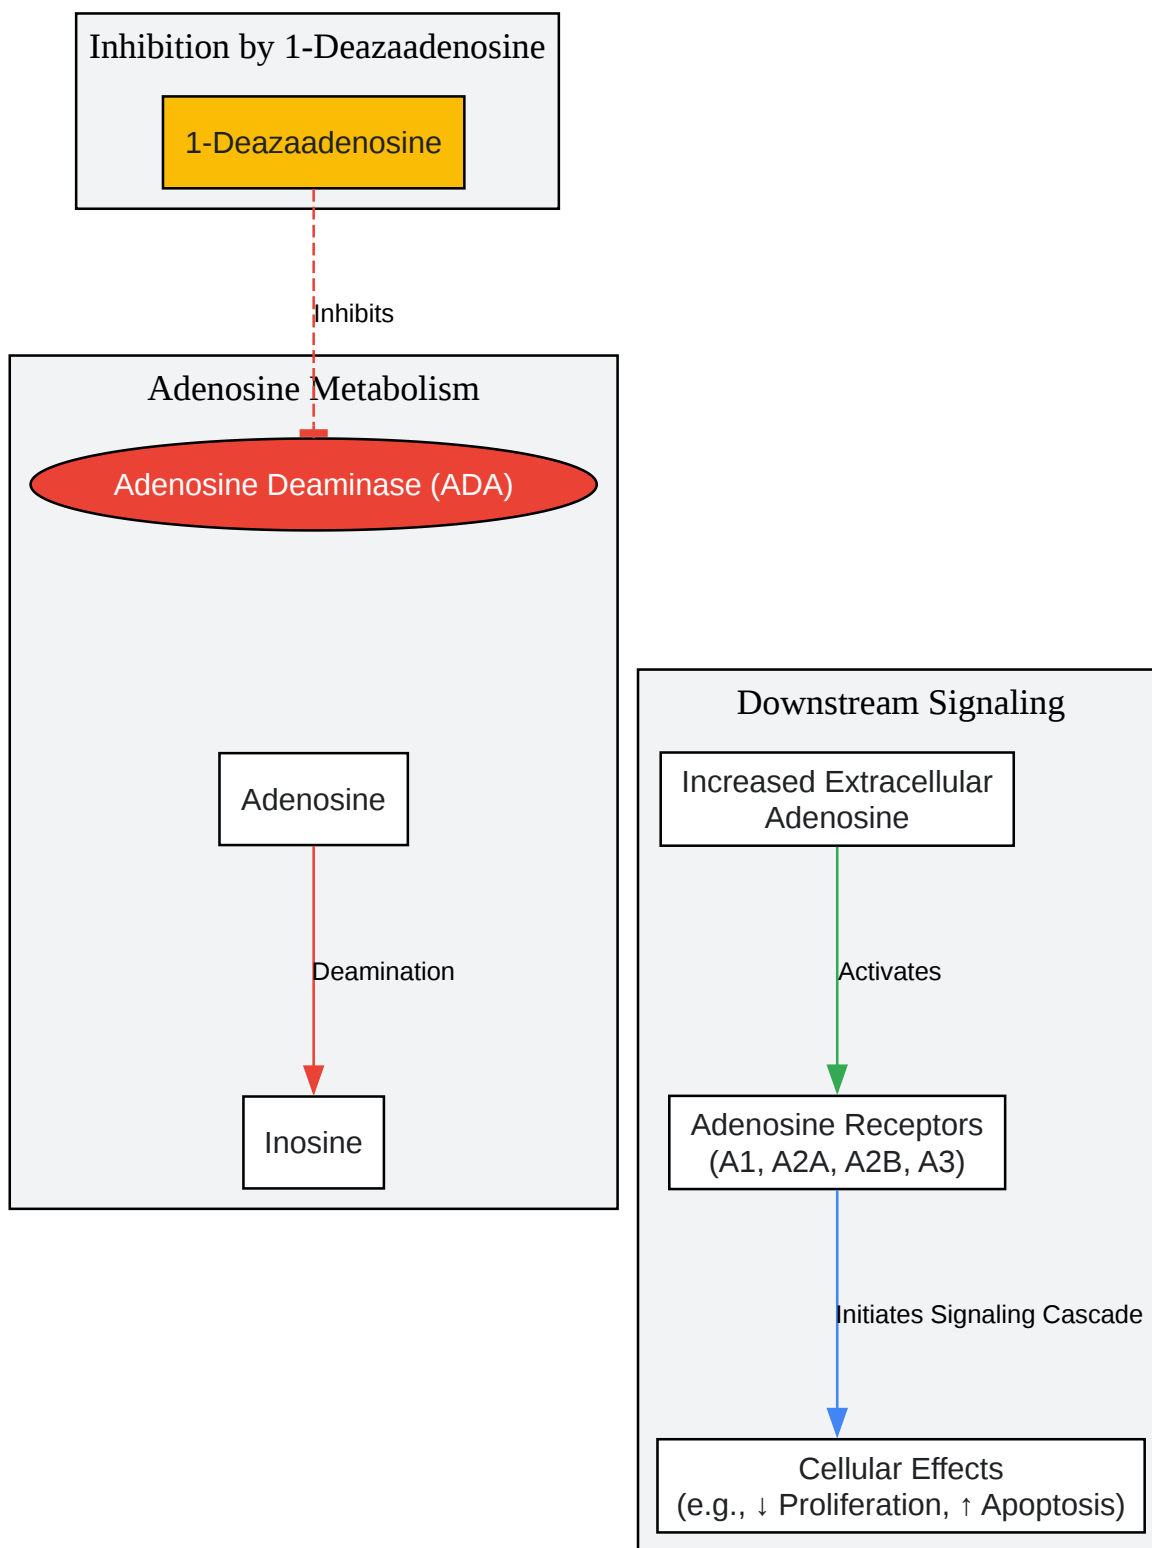 Inhibition by 1-Deazaadenosine
1-Deazaadenosine
Inhibits
Adenosine Metabolism
Adenosine Deaminase (ADA)
Adenosine
Deamination
Inosine
Downstream Signaling
Increased Extracellular
Adenosine
Activates
Adenosine Receptors
(A1, A2A, A2B, A3)
Initiates Signaling Cascade
Cellular Effects
(e.g., ↓ Proliferation, ↑ Apoptosis)